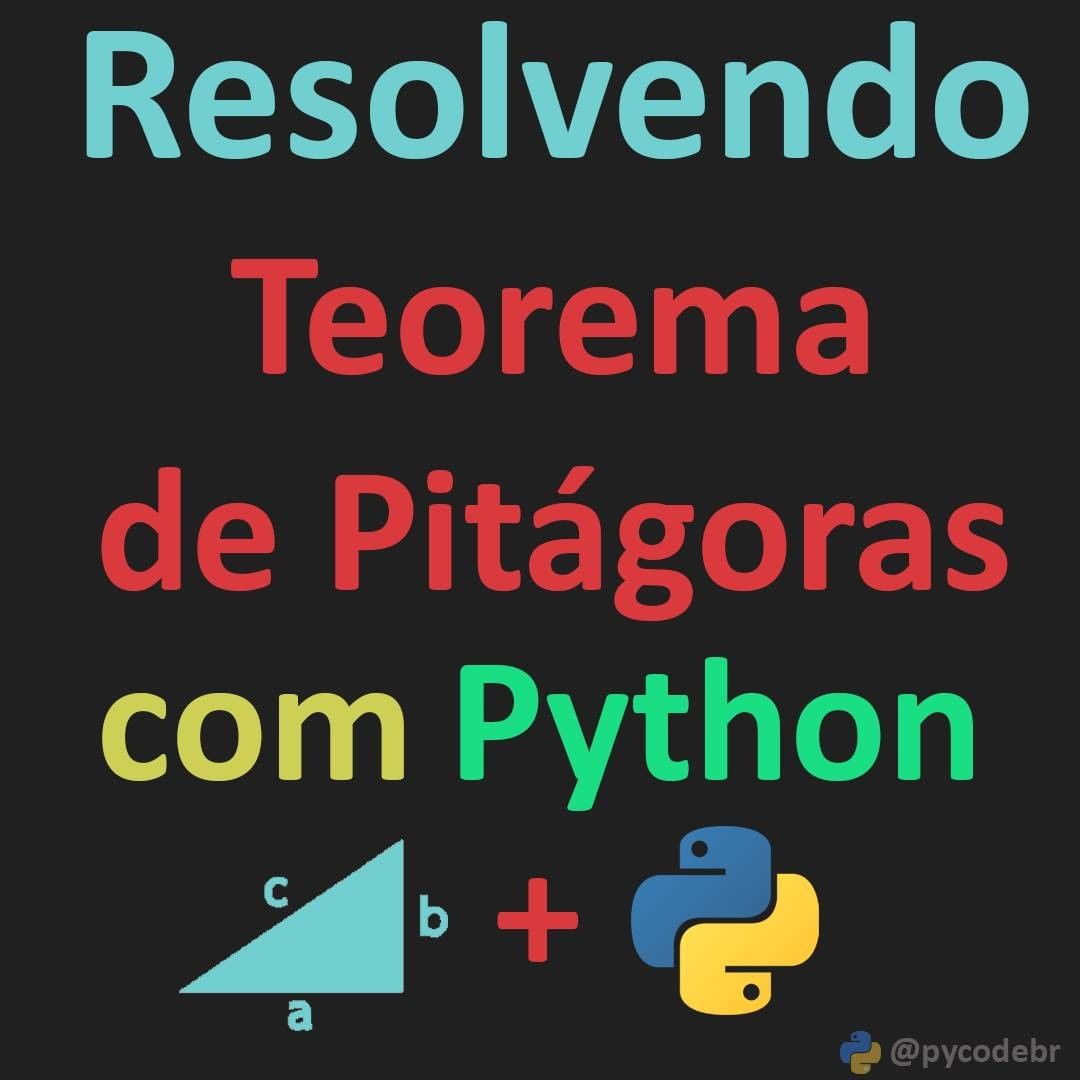 Resolvendo
Teorema
de Pitágoras
com Python
c
b
+
a
@pycodebr